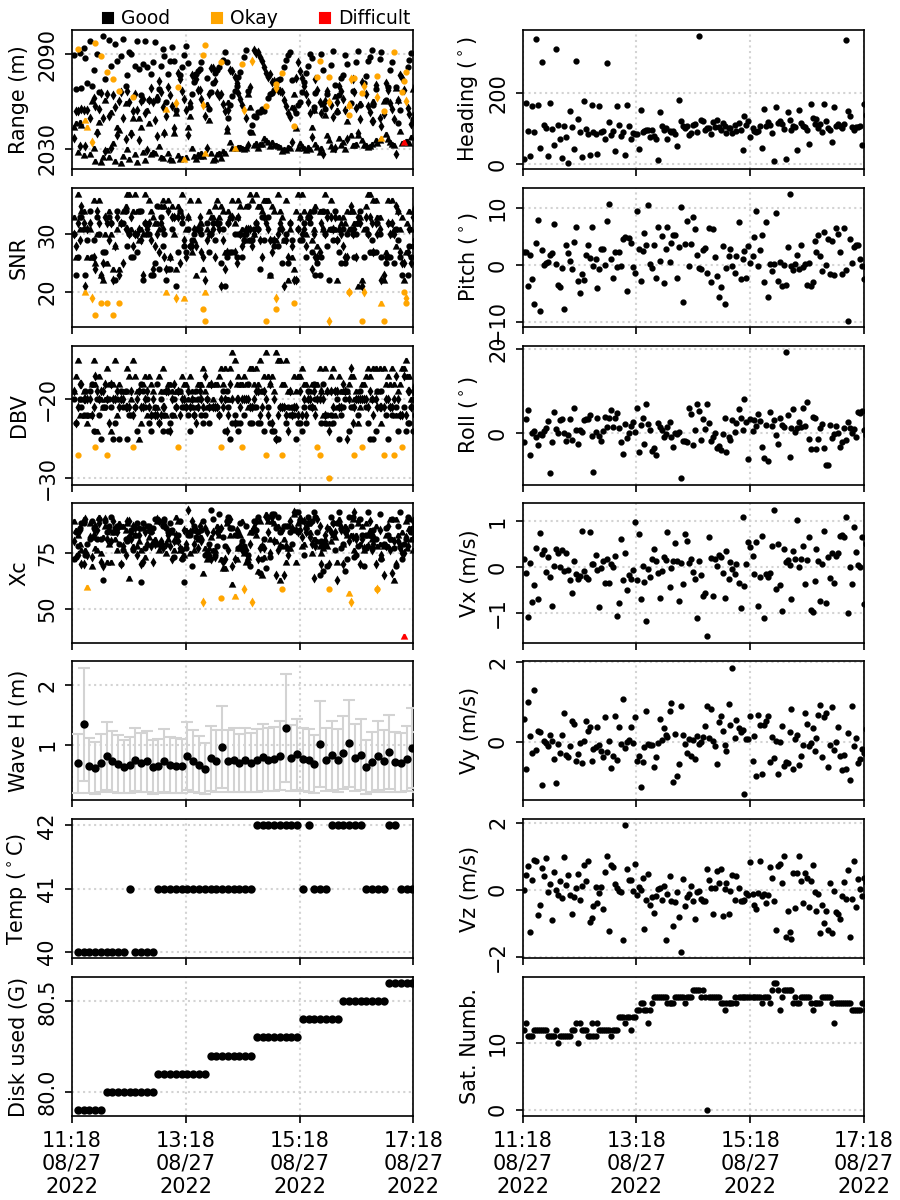 Good Okay Difficult
Range (m)
2090
2030
Heading (°)
200
0
SNR
30
20
Pitch (°)
10
0
−10
DBV
−20
−30
Roll (°)
20
0
Xc
75
50
Vx (m/s)
1
0
−1
Wave H (m)
2
1
Vy (m/s)
2
0
Temp (°C)
42
41
40
Vz (m/s)
2
0
−2
Disk used (G)
80.5
80.0
Sat. Numb.
10
0
11:18 13:18 15:18 17:18 11:18 13:18 15:18 17:18
08/27 08/27 08/27 08/27 08/27 08/27 08/27 08/27
2022 2022 2022 2022 2022 2022 2022 2022